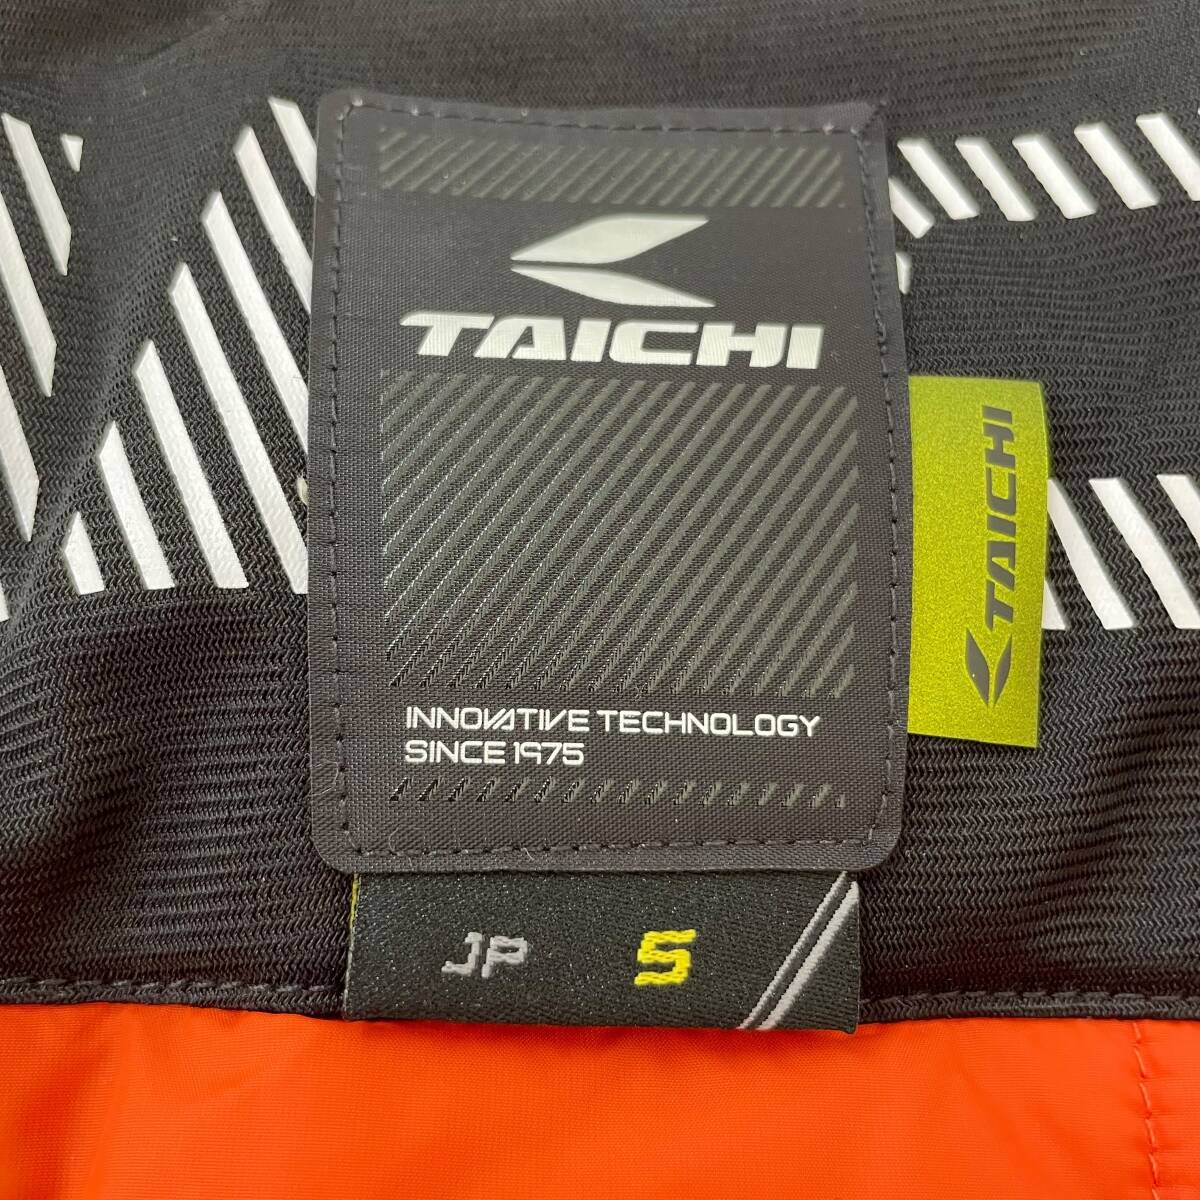 TAICHI
INNOVATIVE TECHNOLOGY
SINCE 1975
TAICHI
JP S